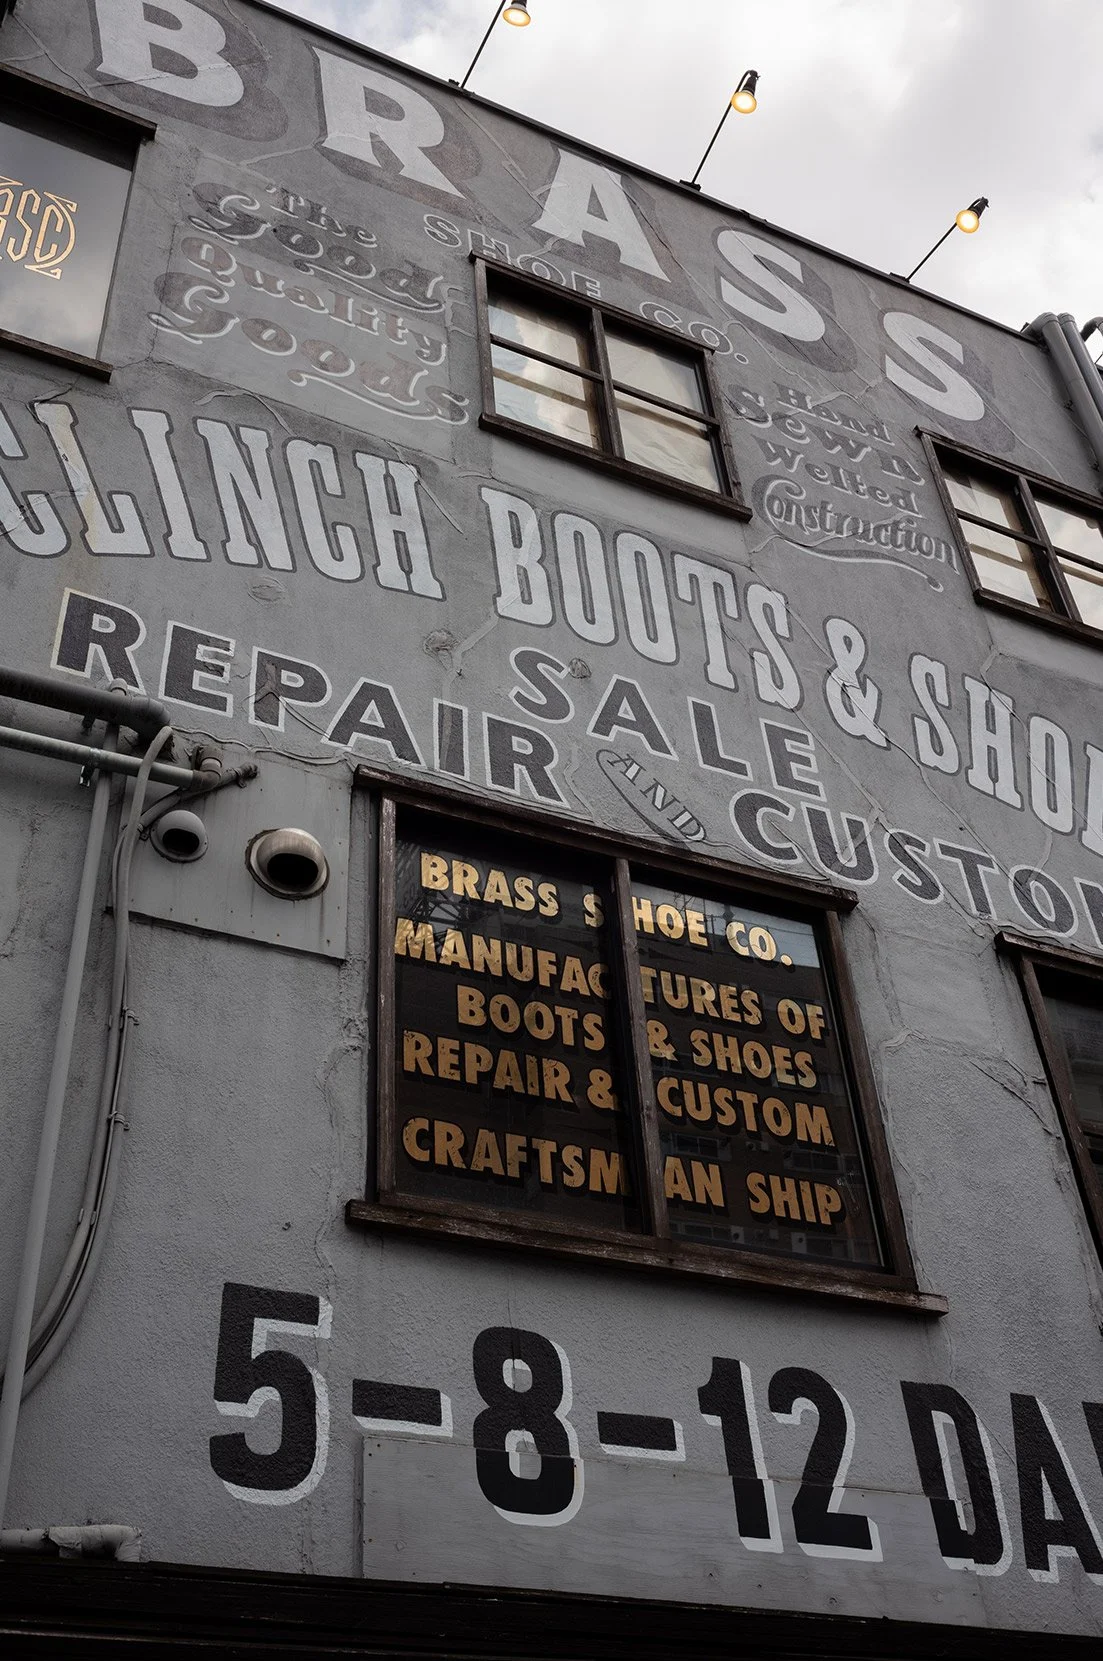 BRASS
SHOE CO.
The
Good
Quality
Goods
Hand
Sewn
Welted
Construction
CLINCH BOOTS & SHO
REPAIR SALE
AND CUSTO
BRASS SHOE CO.
MANUFACTURES OF
BOOTS & SHOES
REPAIR & CUSTOM
CRAFTSMAN SHIP
5-8-12 DA